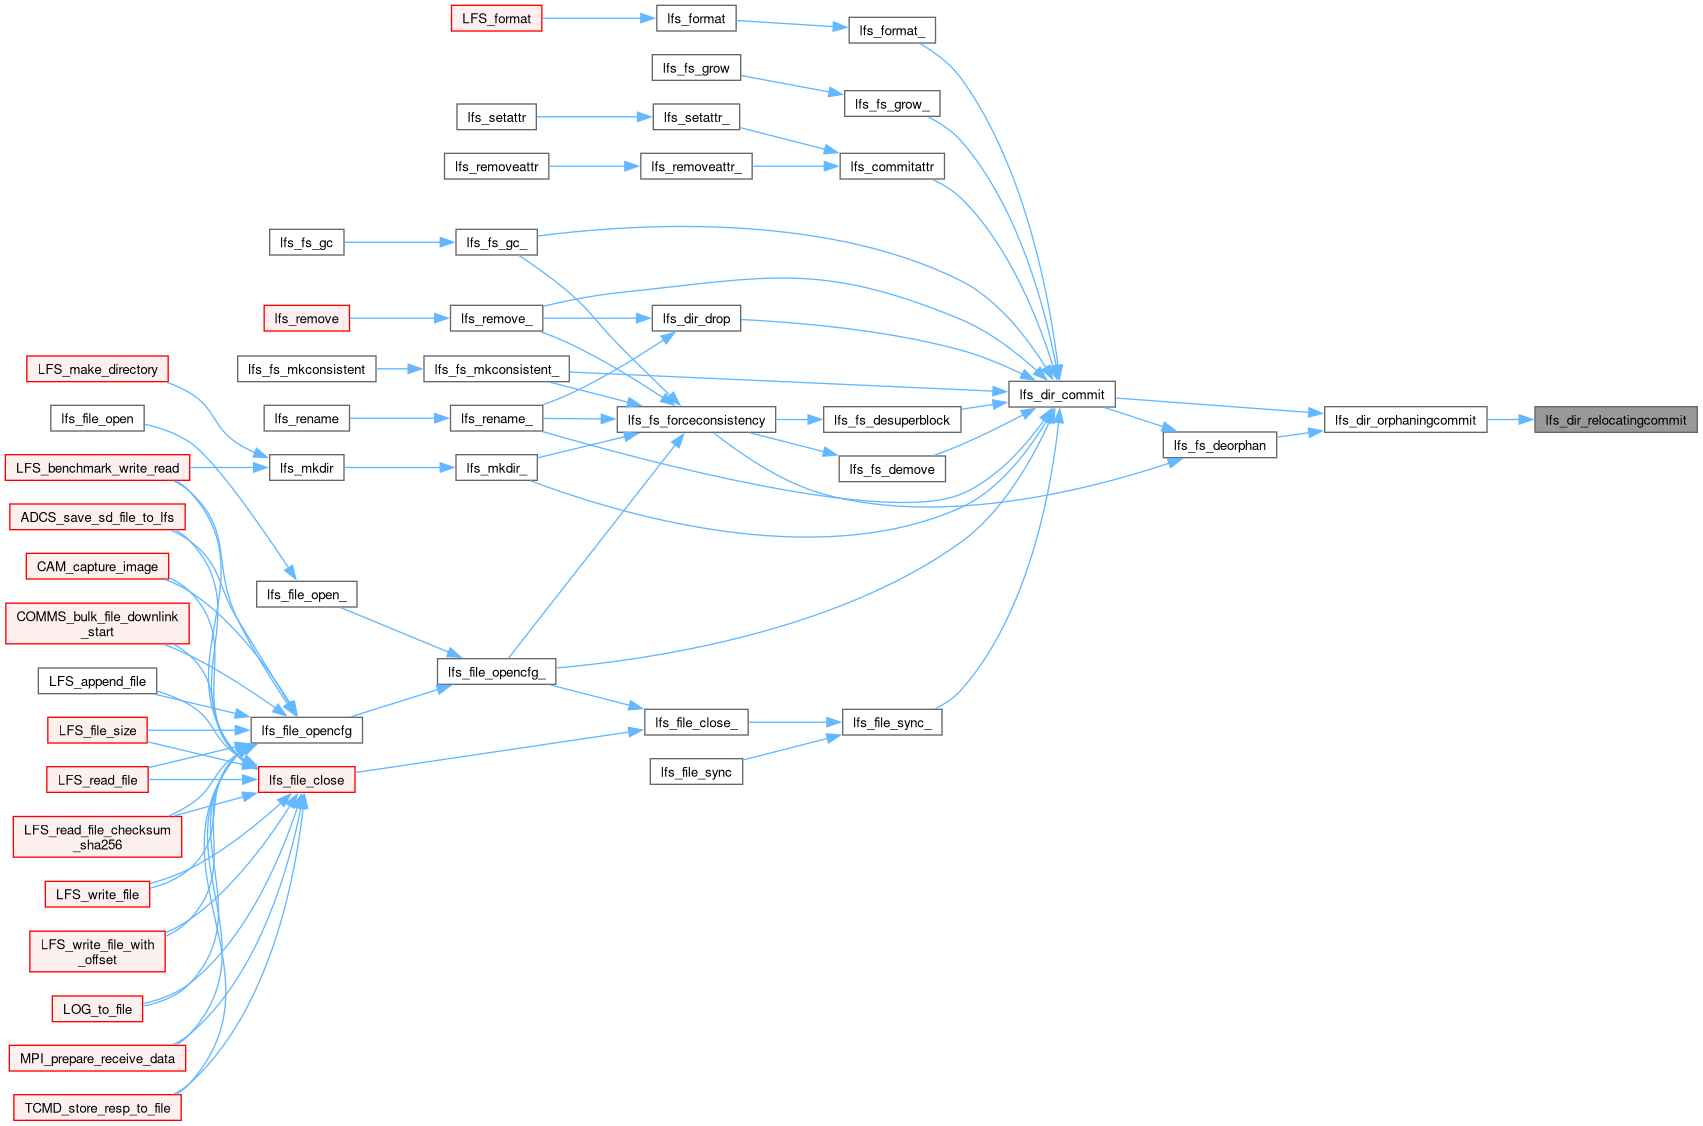 LFS_format
lfs_format
lfs_format_
lfs_fs_grow
lfs_fs_grow_
lfs_setattr
lfs_setattr_
lfs_removeattr
lfs_removeattr_
lfs_commitattr
lfs_fs_gc
lfs_fs_gc_
lfs_remove
lfs_remove_
lfs_dir_drop
LFS_make_directory
lfs_fs_mkconsistent
lfs_fs_mkconsistent_
lfs_dir_commit
lfs_file_open
lfs_rename
lfs_rename_
lfs_fs_forceconsistency
lfs_fs_desuperblock
lfs_dir_orphaningcommit
lfs_dir_relocatingcommit
lfs_fs_deorphan
LFS_benchmark_write_read
lfs_mkdir
lfs_mkdir_
lfs_fs_demove
ADCS_save_sd_file_to_lfs
CAM_capture_image
lfs_file_open_
COMMS_bulk_file_downlink
_start
LFS_append_file
lfs_file_opencfg_
LFS_file_size
lfs_file_opencfg
lfs_file_close_
lfs_file_sync_
LFS_read_file
lfs_file_close
lfs_file_sync
LFS_read_file_checksum
_sha256
LFS_write_file
LFS_write_file_with
_offset
LOG_to_file
MPI_prepare_receive_data
TCMD_store_resp_to_file